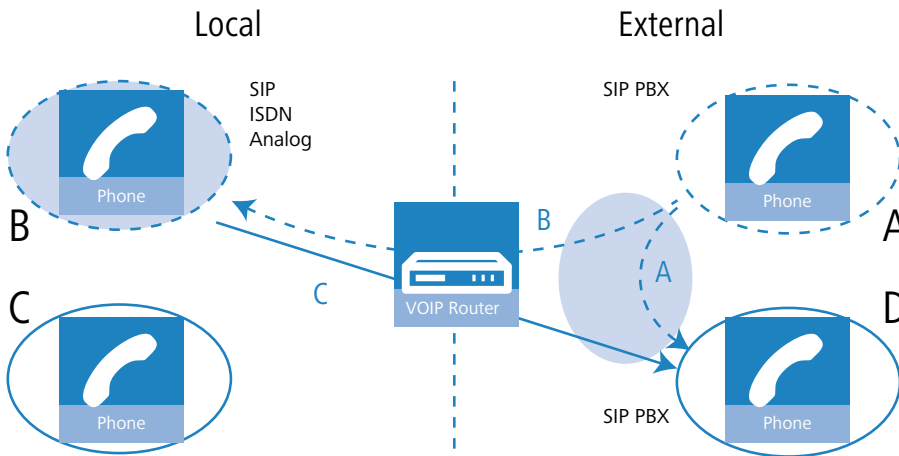 Local
External
SIP
ISDN
Analog
SIP PBX
Phone
Phone
B
A
B
A
C
VOIP Router
C
D
Phone
SIP PBX
Phone